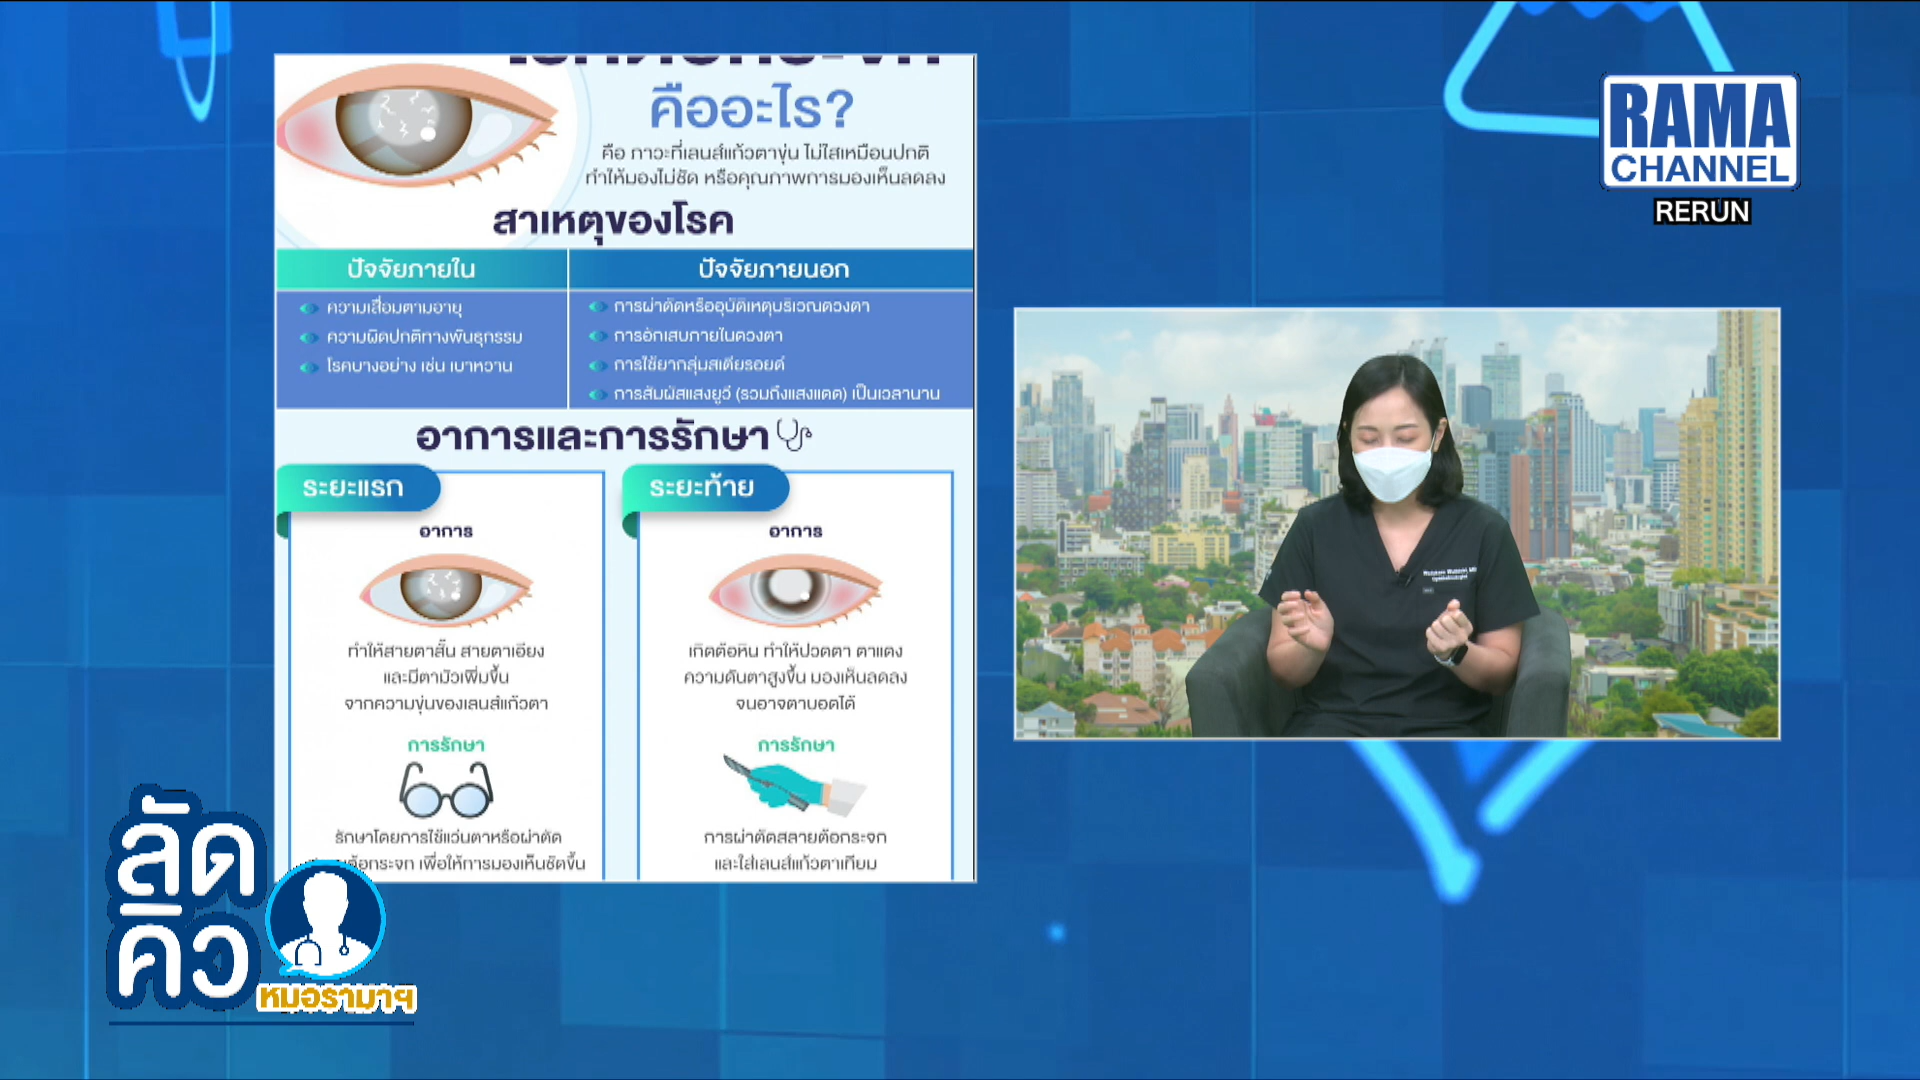 คืออะไร?
คือ ภาวะที่เลนส์แก้วตาขุ่น ไม่ใสเหมือนปกติ
ทำให้มองไม่ชัด หรือคุณภาพการมองเห็นลดลง
สาเหตุของโรค
ปัจจัยภายใน
ความเสื่อมตามอายุ
ความผิดปกติทางพันธุกรรม
โรคบางอย่าง เช่น เบาหวาน
ปัจจัยภายนอก
การผ่าตัดหรืออุบัติเหตุบริเวณดวงตา
การอักเสบภายในดวงตา
การใช้ยากลุ่มสเตียรอยด์
การสัมผัสแสงยูวี (รวมถึงแสงแดด) เป็นเวลานาน
อาการและการรักษา
ระยะแรก
อาการ
ทำให้สายตาสั้น สายตาเอียง
และมีตามัวเพิ่มขึ้น
จากความขุ่นของเลนส์แก้วตา
การรักษา
รักษาโดยการใช้แว่นตาหรือผ่าตัด
ต้อกระจก เพื่อให้การมองเห็นชัดขึ้น
ระยะท้าย
อาการ
เกิดต้อหิน ทำให้ปวดตา ตาแดง
ความดันตาสูงขึ้น มองเห็นลดลง
จนอาจตาบอดได้
การรักษา
การผ่าตัดสลายต้อกระจก
และใส่เลนส์แก้วตาเทียม
RAMA
CHANNEL
RERUN
ลัด
คิว
หมอรามาฯ